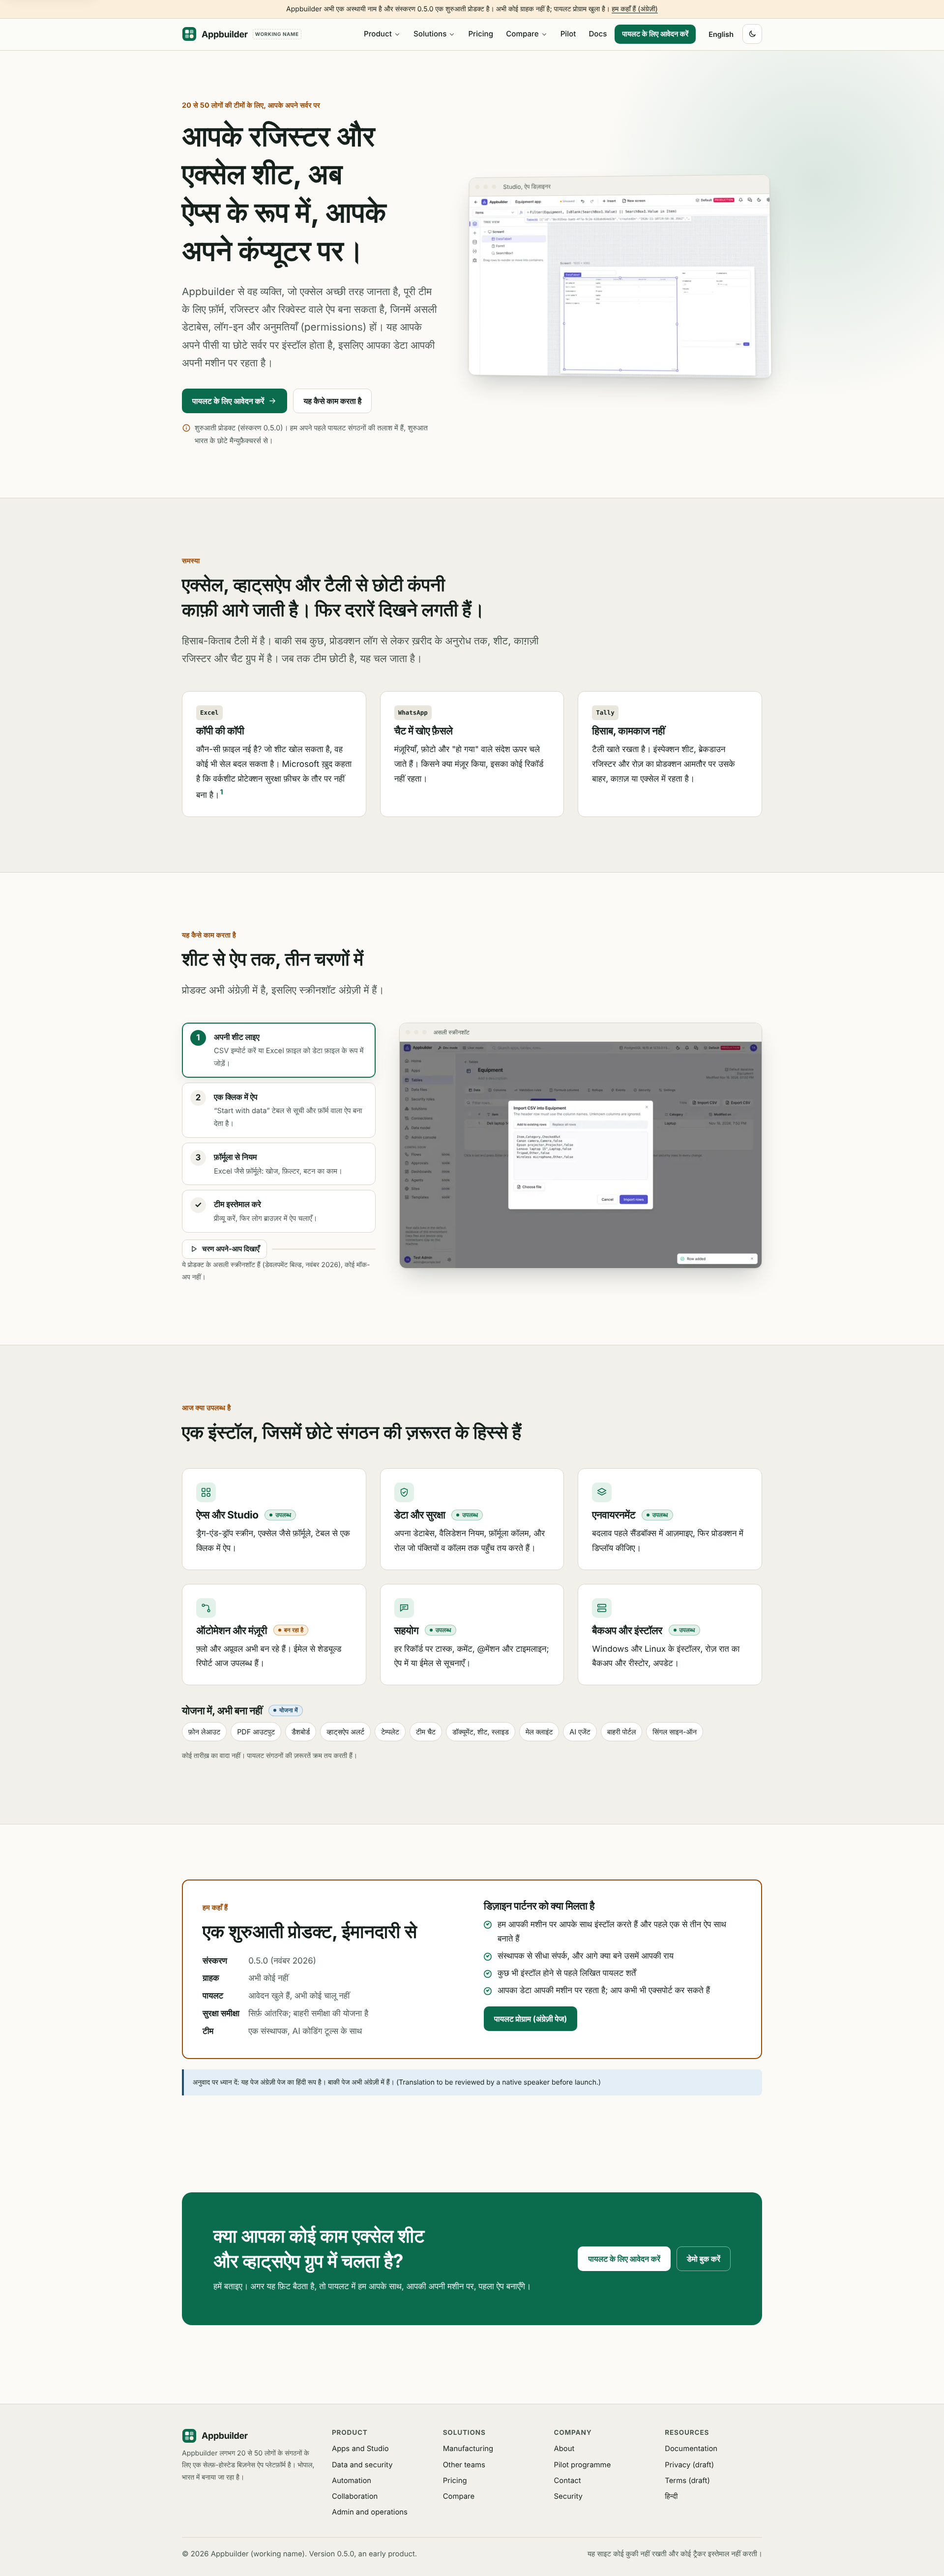 Appbuilder अभी एक अस्थायी नाम है और संस्करण 0.5.0 एक शुरुआती प्रोडक्ट है। अभी कोई ग्राहक नहीं है; पायलट प्रोग्राम खुला है। हम कहाँ हैं (अंग्रेज़ी)
Appbuilder WORKING NAME Product Solutions Pricing Compare Pilot Docs पायलट के लिए आवेदन करें English
20 से 50 लोगों की टीमों के लिए, आपके अपने सर्वर पर
आपके रजिस्टर और
एक्सेल शीट, अब
ऐप्स के रूप में, आपके
अपने कंप्यूटर पर।
Appbuilder से वह व्यक्ति, जो एक्सेल अच्छी तरह जानता है, पूरी टीम
के लिए फ़ॉर्म, रजिस्टर और रिक्वेस्ट वाले ऐप बना सकता है, जिनमें असली
डेटाबेस, लॉग-इन और अनुमतियाँ (permissions) हों। यह आपके
अपने पीसी या छोटे सर्वर पर इंस्टॉल होता है, इसलिए आपका डेटा आपकी
अपनी मशीन पर रहता है।
पायलट के लिए आवेदन करें
यह कैसे काम करता है
शुरुआती प्रोडक्ट (संस्करण 0.5.0)। हम अपने पहले पायलट संगठनों की तलाश में हैं, शुरुआत
भारत के छोटे मैन्युफ़ैक्चरर्स से।
Studio, ऐप डिज़ाइनर
Appbuilder Equipment app
समस्या
एक्सेल, व्हाट्सऐप और टैली से छोटी कंपनी
काफ़ी आगे जाती है। फिर दरारें दिखने लगती हैं।
हिसाब-किताब टैली में है। बाकी सब कुछ, प्रोडक्शन लॉग से लेकर ख़रीद के अनुरोध तक, शीट, काग़ज़ी
रजिस्टर और चैट ग्रुप में है। जब तक टीम छोटी है, यह चल जाता है।
Excel
कॉपी की कॉपी
कौन-सी फ़ाइल नई है? जो शीट खोल सकता है, वह
कोई भी सेल बदल सकता है। Microsoft ख़ुद कहता
है कि वर्कशीट प्रोटेक्शन सुरक्षा फ़ीचर के तौर पर नहीं
बना है।1
WhatsApp
चैट में खोए फ़ैसले
मंज़ूरियाँ, फ़ोटो और "हो गया" वाले संदेश ऊपर चले
जाते हैं। किसने क्या मंज़ूर किया, इसका कोई रिकॉर्ड
नहीं रहता।
Tally
हिसाब, कामकाज नहीं
टैली खाते रखता है। इंस्पेक्शन शीट, ब्रेकडाउन
रजिस्टर और रोज़ का प्रोडक्शन आमतौर पर उसके
बाहर, काग़ज़ या एक्सेल में रहता है।
यह कैसे काम करता है
शीट से ऐप तक, तीन चरणों में
प्रोडक्ट अभी अंग्रेज़ी में है, इसलिए स्क्रीनशॉट अंग्रेज़ी में हैं।
1 अपनी शीट लाइए
CSV इम्पोर्ट करें या Excel फ़ाइल को डेटा फ़ाइल के रूप में
जोड़ें।
2 एक क्लिक में ऐप
"Start with data" टेबल से सूची और फ़ॉर्म वाला ऐप बना
देता है।
3 फ़ॉर्मूला से नियम
Excel जैसे फ़ॉर्मूले: खोज, फ़िल्टर, बटन का काम।
टीम इस्तेमाल करे
प्रीव्यू करें, फिर लोग ब्राउज़र में ऐप चलाएँ।
चरण अपने-आप दिखाएँ
ये प्रोडक्ट के असली स्क्रीनशॉट हैं (डेवलपमेंट बिल्ड, नवंबर 2026), कोई मॉक-
अप नहीं।
असली स्क्रीनशॉट
Equipment
Import CSV into Equipment
Choose file
Cancel Import rows
आज क्या उपलब्ध है
एक इंस्टॉल, जिसमें छोटे संगठन की ज़रूरत के हिस्से हैं
ऐप्स और Studio उपलब्ध
ड्रैग-एंड-ड्रॉप स्क्रीन, एक्सेल जैसे फ़ॉर्मूले, टेबल से एक
क्लिक में ऐप।
डेटा और सुरक्षा उपलब्ध
अपना डेटाबेस, वैलिडेशन नियम, फ़ॉर्मूला कॉलम, और
रोल जो पंक्तियों व कॉलम तक पहुँच तय करते हैं।
एनवायरनमेंट उपलब्ध
बदलाव पहले सैंडबॉक्स में आज़माइए, फिर प्रोडक्शन में
डिप्लॉय कीजिए।
ऑटोमेशन और मंज़ूरी बन रहा है
फ़्लो और अप्रूवल अभी बन रहे हैं। ईमेल से शेड्यूल्ड
रिपोर्ट आज उपलब्ध हैं।
सहयोग उपलब्ध
हर रिकॉर्ड पर टास्क, कमेंट, @मेंशन और टाइमलाइन;
ऐप में या ईमेल से सूचनाएँ।
बैकअप और इंस्टॉलर उपलब्ध
Windows और Linux के इंस्टॉलर, रोज़ रात का
बैकअप और रीस्टोर, अपडेट।
योजना में, अभी बना नहीं योजना में
फ़ोन लेआउट PDF आउटपुट डैशबोर्ड व्हाट्सऐप अलर्ट टेम्पलेट टीम चैट डॉक्यूमेंट, शीट, स्लाइड मेल क्लाइंट AI एजेंट बाहरी पोर्टल सिंगल साइन-ऑन
कोई तारीख़ का वादा नहीं। पायलट संगठनों की ज़रूरतें क्रम तय करती हैं।
हम कहाँ हैं
एक शुरुआती प्रोडक्ट, ईमानदारी से
संस्करण 0.5.0 (नवंबर 2026)
ग्राहक अभी कोई नहीं
पायलट आवेदन खुले हैं, अभी कोई चालू नहीं
सुरक्षा समीक्षा सिर्फ़ आंतरिक; बाहरी समीक्षा की योजना है
टीम एक संस्थापक, AI कोडिंग टूल्स के साथ
डिज़ाइन पार्टनर को क्या मिलता है
हम आपकी मशीन पर आपके साथ इंस्टॉल करते हैं और पहले एक से तीन ऐप साथ
बनाते हैं
संस्थापक से सीधा संपर्क, और आगे क्या बने उसमें आपकी राय
कुछ भी इंस्टॉल होने से पहले लिखित पायलट शर्तें
आपका डेटा आपकी मशीन पर रहता है; आप कभी भी एक्सपोर्ट कर सकते हैं
पायलट प्रोग्राम (अंग्रेज़ी पेज)
अनुवाद पर ध्यान दें: यह पेज अंग्रेज़ी पेज का हिंदी रूप है। बाकी पेज अभी अंग्रेज़ी में हैं। (Translation to be reviewed by a native speaker before launch.)
क्या आपका कोई काम एक्सेल शीट
और व्हाट्सऐप ग्रुप में चलता है?
हमें बताइए। अगर यह फ़िट बैठता है, तो पायलट में हम आपके साथ, आपकी अपनी मशीन पर, पहला ऐप बनाएँगे।
पायलट के लिए आवेदन करें
डेमो बुक करें
Appbuilder
Appbuilder लगभग 20 से 50 लोगों के संगठनों के
लिए एक सेल्फ़-होस्टेड बिज़नेस ऐप प्लेटफ़ॉर्म है। भोपाल,
भारत में बनाया जा रहा है।
PRODUCT
Apps and Studio
Data and security
Automation
Collaboration
Admin and operations
SOLUTIONS
Manufacturing
Other teams
Pricing
Compare
COMPANY
About
Pilot programme
Contact
Security
RESOURCES
Documentation
Privacy (draft)
Terms (draft)
हिन्दी
© 2026 Appbuilder (working name). Version 0.5.0, an early product.
यह साइट कोई कुकी नहीं रखती और कोई ट्रैकर इस्तेमाल नहीं करती।